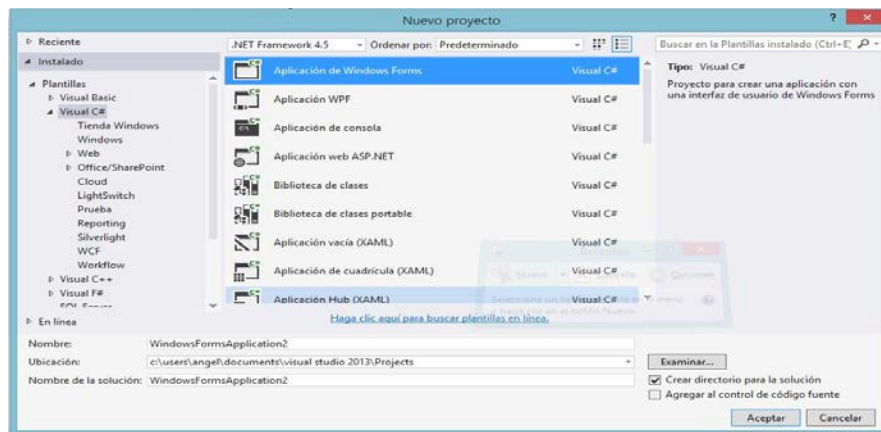 Nuevo proyecto
?
Reciente
Instalado
Plantillas
Visual Basic
Visual C#
Tienda Windows
Windows
Web
Office/SharePoint
Cloud
LightSwitch
Prueba
Reporting
Silverlight
WCF
Workflow
Visual C++
Visual F#
SQL Server
En línea
.NET Framework 4.5 Ordenar por: Predeterminado
Aplicación de Windows Forms Visual C#
Aplicación WPF Visual C#
Aplicación de consola Visual C#
Aplicación web ASP.NET Visual C#
Biblioteca de clases Visual C#
Biblioteca de clases portable Visual C#
Aplicación vacía (XAML) Visual C#
Aplicación de cuadrícula (XAML) Visual C#
Aplicación Hub (XAML) Visual C#
Haga clic aquí para buscar plantillas en línea.
Buscar en la Plantillas instalado (Ctrl+E
Tipo: Visual C#
Proyecto para crear una aplicación con
una interfaz de usuario de Windows Forms
Nombre: WindowsFormsApplication2
Ubicación: c:\users\angel\documents\visual studio 2013\Projects Examinar...
Nombre de la solución: WindowsFormsApplication2
Crear directorio para la solución
Agregar al control de código fuente
Aceptar Cancelar